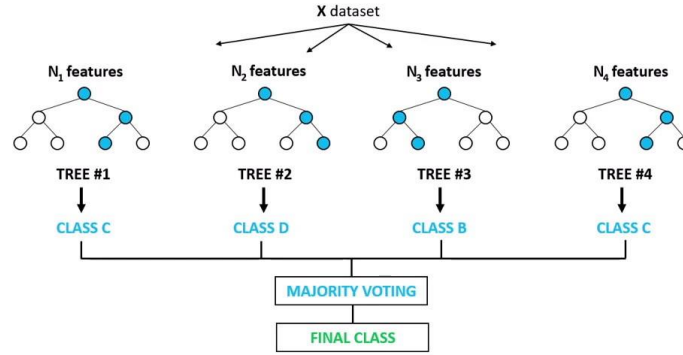 X dataset
N₁ features N₂ features N₃ features N₄ features
TREE #1 TREE #2 TREE #3 TREE #4
CLASS C CLASS D CLASS B CLASS C
MAJORITY VOTING
FINAL CLASS